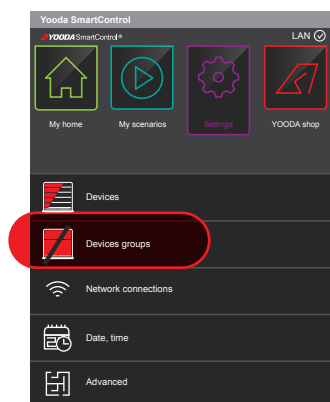 Yooda SmartControl
YOODA SmartControl®
LAN
My home
My scenarios
Settings
YOODA shop
Devices
Devices groups
Network connections
Date, time
Advanced